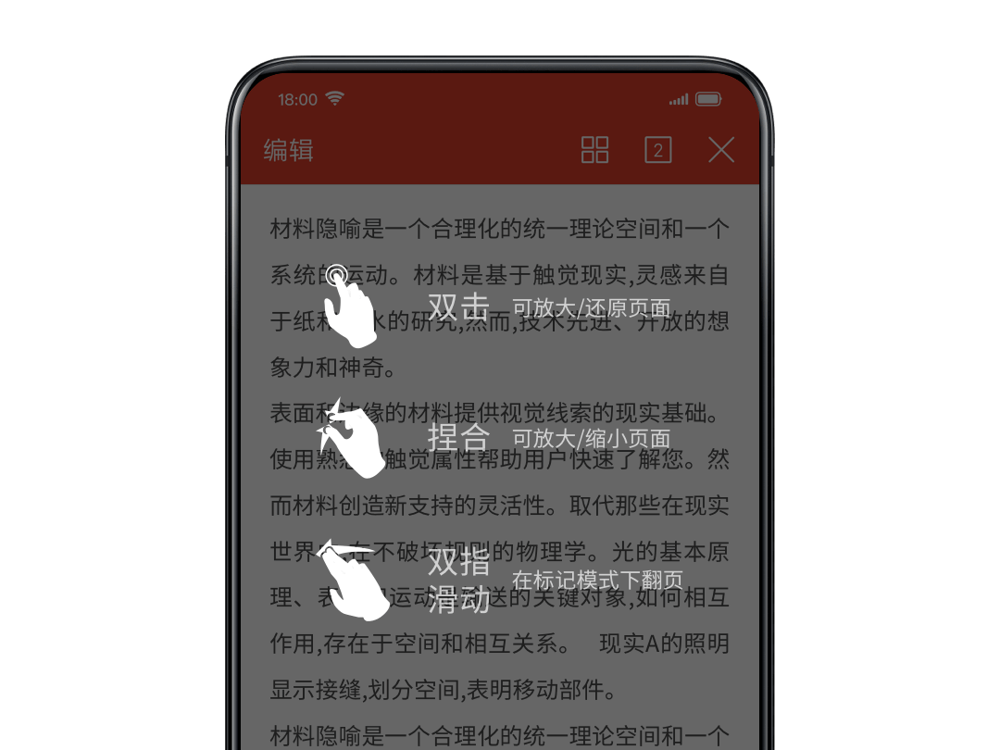 18:00
编辑
2
材料隐喻是一个合理化的统一理论空间和一个
系统的运动。材料是基于触觉现实,灵感来自
双击 可放大/还原页面
于纸和 水的研究,然而,技术先进、开放的想
象力和神奇。
表面和边缘的材料提供视觉线索的现实基础。
捏合 可放大/缩小页面
使用熟悉 触觉属性帮助用户快速了解您。然
而材料创造新支持的灵活性。取代那些在现实
世界 ,在不破坏规则的物理学。光的基本原
双指
滑动
在标记模式下翻页
理、表 运动是输送的关键对象,如何相互
作用,存在于空间和相互关系。 现实A的照明
显示接缝,划分空间,表明移动部件。
材料隐喻是一个合理化的统一理论空间和一个